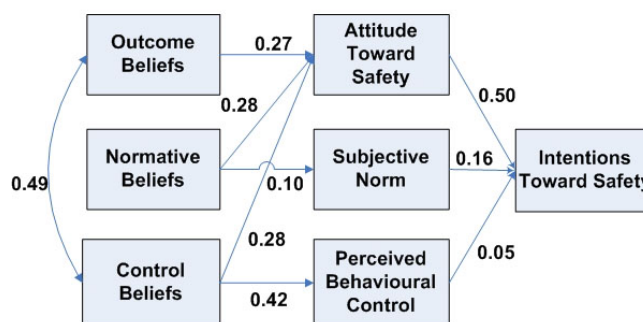 Outcome
Beliefs
0.27
Attitude
Toward
Safety
0.28
0.50
Normative
Beliefs
0.10
Subjective
Norm
0.16
Intentions
Toward Safety
0.49
0.28
0.05
Control
Beliefs
0.42
Perceived
Behavioural
Control